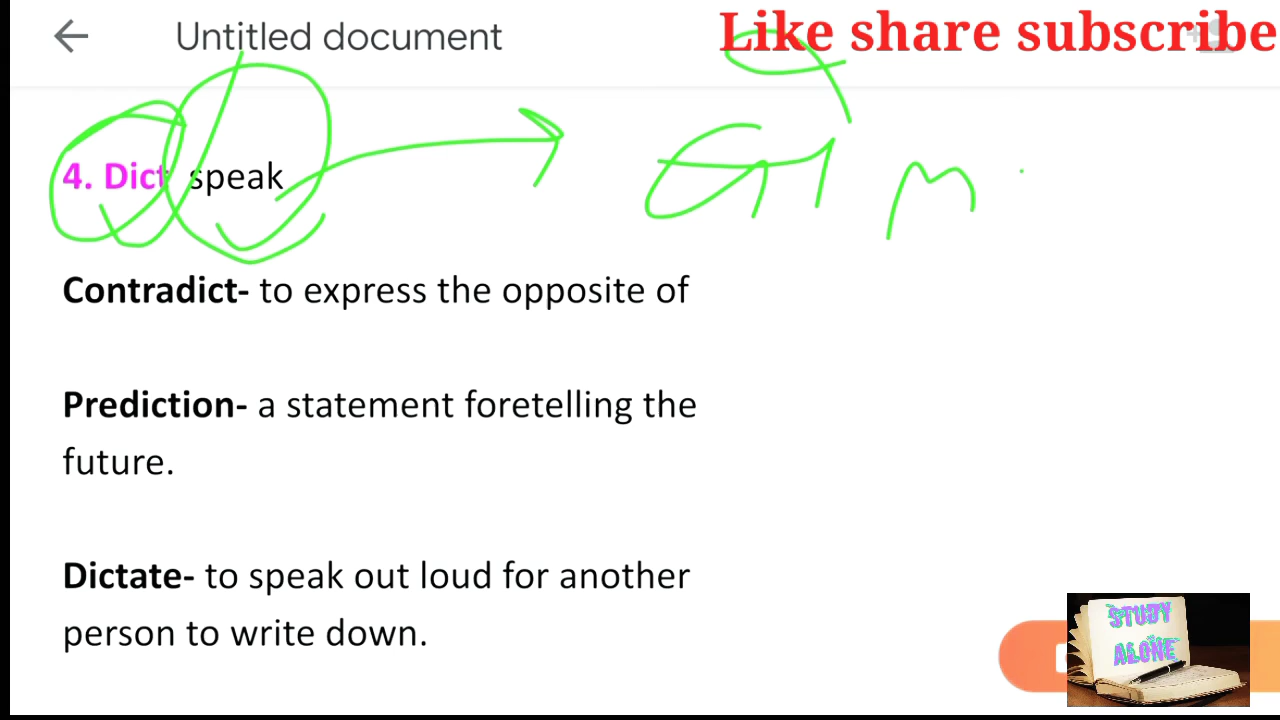 Untitled document
Like share subscribe
4. Dict speak
Contradict- to express the opposite of
Prediction- a statement foretelling the
future.
Dictate- to speak out loud for another
person to write down.
STUDY
ALONE